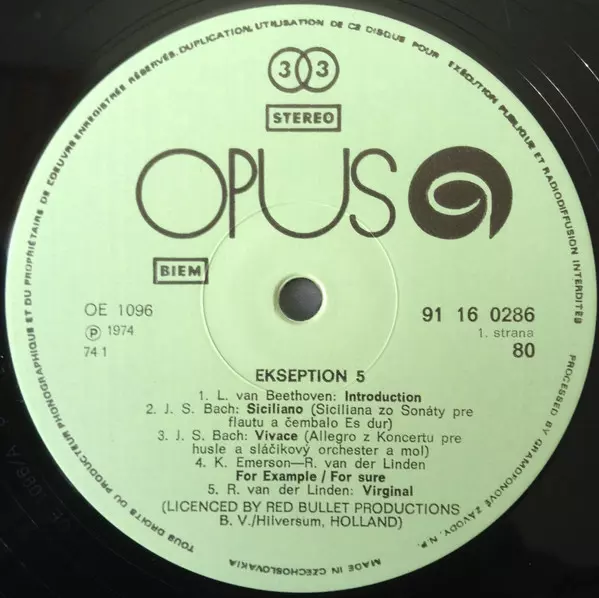 TOUS DROITS DU PRODUCTEUR PHONOGRAPHIQUE ET DU PROPRIÉTAIRE DE L'OEUVRE ENREGISTRÉE RÉSERVÉS. DUPLICATION, UTILISATION DE CE DISQUE POUR EXÉCUTION PUBLIQUE ET RADIODIFFUSION INTERDITES
PROCESSED BY GRAMOFONOVÉ ZÁVODY, N.P.
MADE IN CZECHOSLOVAKIA
33
STEREO
OPUS
BIEM
OE 1096
℗ 1974
74 1
91 16 0286
1. strana
80
EKSEPTION 5
1. L. van Beethoven: Introduction
2. J. S. Bach: Siciliano (Siciliana zo Sonáty pre
flautu a čembalo Es dur)
3. J. S. Bach: Vivace (Allegro z Koncertu pre
husle a sláčikový orchester a mol)
4. K. Emerson—R. van der Linden
For Example / For sure
5. R. van der Linden: Virginal
(LICENCED BY RED BULLET PRODUCTIONS
B. V./Hilversum, HOLLAND)